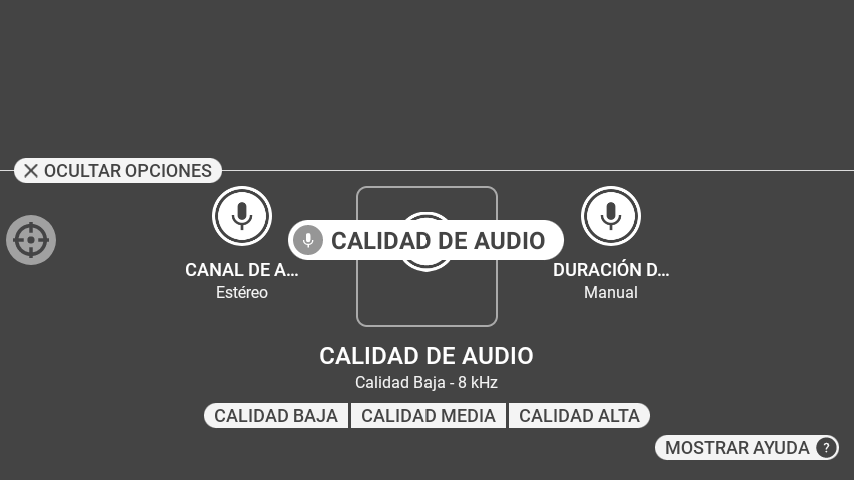 OCULTAR OPCIONES
CALIDAD DE AUDIO
CANAL DE A...
Estéreo
DURACIÓN D...
Manual
CALIDAD DE AUDIO
Calidad Baja - 8 kHz
CALIDAD BAJA
CALIDAD MEDIA
CALIDAD ALTA
MOSTRAR AYUDA ?